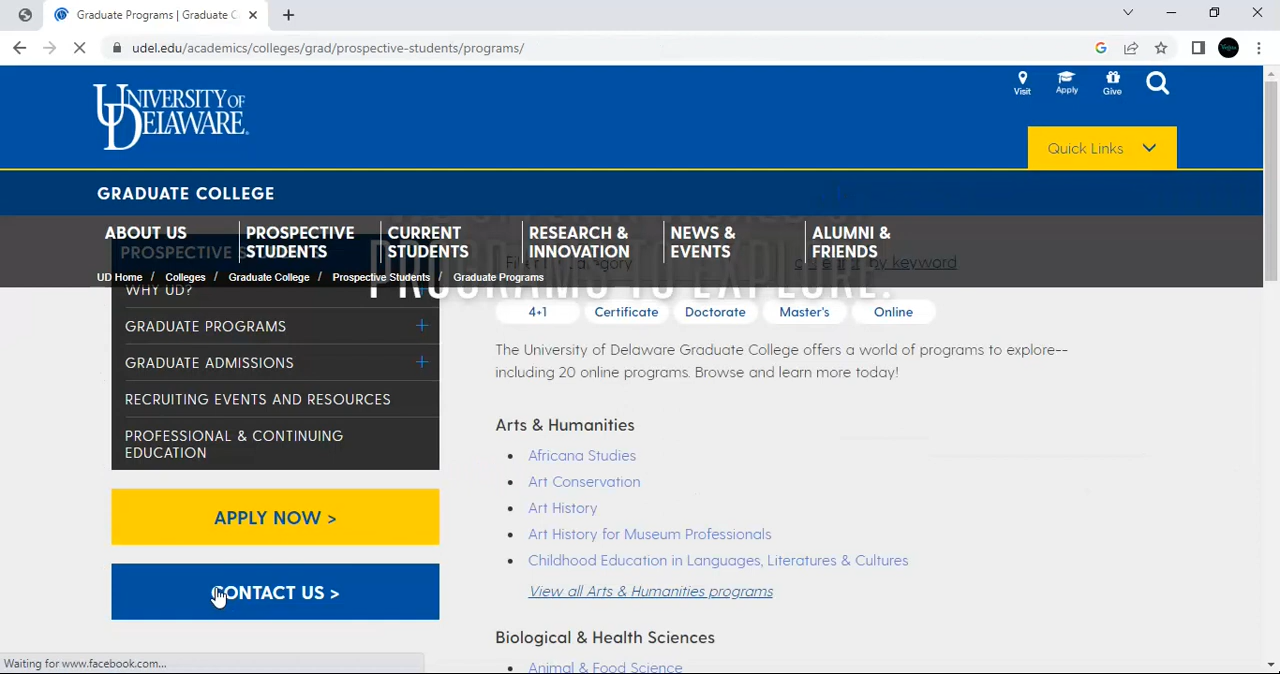 Graduate Programs | Graduate C
udel.edu/academics/colleges/grad/prospective-students/programs/
UNIVERSITY OF DELAWARE.
Visit
Apply
Give
Quick Links
GRADUATE COLLEGE
ABOUT US
PROSPECTIVE STUDENTS
CURRENT STUDENTS
RESEARCH & INNOVATION
NEWS & EVENTS
ALUMNI & FRIENDS
UD Home / Colleges / Graduate College / Prospective Students / Graduate Programs
PROGRAMS TO EXPLORE.
by keyword
WHY UD?
GRADUATE PROGRAMS +
GRADUATE ADMISSIONS +
RECRUITING EVENTS AND RESOURCES
PROFESSIONAL & CONTINUING
EDUCATION
APPLY NOW >
CONTACT US >
4+1 Certificate Doctorate Master's Online
The University of Delaware Graduate College offers a world of programs to explore--
including 20 online programs. Browse and learn more today!
Arts & Humanities
Africana Studies
Art Conservation
Art History
Art History for Museum Professionals
Childhood Education in Languages, Literatures & Cultures
View all Arts & Humanities programs
Biological & Health Sciences
Animal & Food Science
Waiting for www.facebook.com...